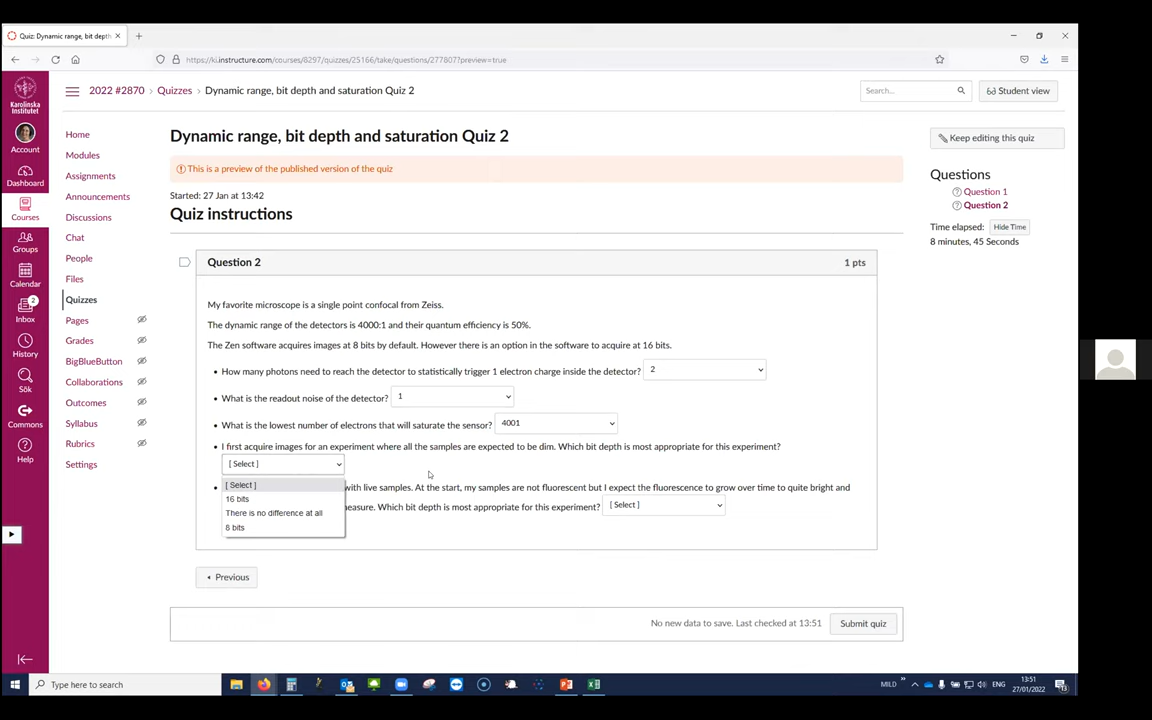 Quiz: Dynamic range, bit depth
https://ki.instructure.com/courses/8297/quizzes/25166/take/questions/277807?preview=true
Karolinska
Institutet
2022 #2870 > Quizzes > Dynamic range, bit depth and saturation Quiz 2
Search...
Student view
Account
Dashboard
Courses
Groups
Calendar
2
Inbox
History
Sök
Commons
Help
Home
Modules
Assignments
Announcements
Discussions
Chat
People
Files
Quizzes
Pages
Grades
BigBlueButton
Collaborations
Outcomes
Syllabus
Rubrics
Settings
Dynamic range, bit depth and saturation Quiz 2
This is a preview of the published version of the quiz
Started: 27 Jan at 13:42
Quiz instructions
Question 2
1 pts
My favorite microscope is a single point confocal from Zeiss.
The dynamic range of the detectors is 4000:1 and their quantum efficiency is 50%.
The Zen software acquires images at 8 bits by default. However there is an option in the software to acquire at 16 bits.
• How many photons need to reach the detector to statistically trigger 1 electron charge inside the detector? 2
• What is the readout noise of the detector? 1
• What is the lowest number of electrons that will saturate the sensor? 4001
• I first acquire images for an experiment where all the samples are expected to be dim. Which bit depth is most appropriate for this experiment?
[ Select ]
[ Select ]
16 bits
There is no difference at all
8 bits
• with live samples. At the start, my samples are not fluorescent but I expect the fluorescence to grow over time to quite bright and
measure. Which bit depth is most appropriate for this experiment? [ Select ]
Previous
No new data to save. Last checked at 13:51
Submit quiz
Keep editing this quiz
Questions
Question 1
Question 2
Time elapsed:
Hide Time
8 minutes, 45 Seconds
Type here to search
MILD
ENG
13:51
27/01/2022